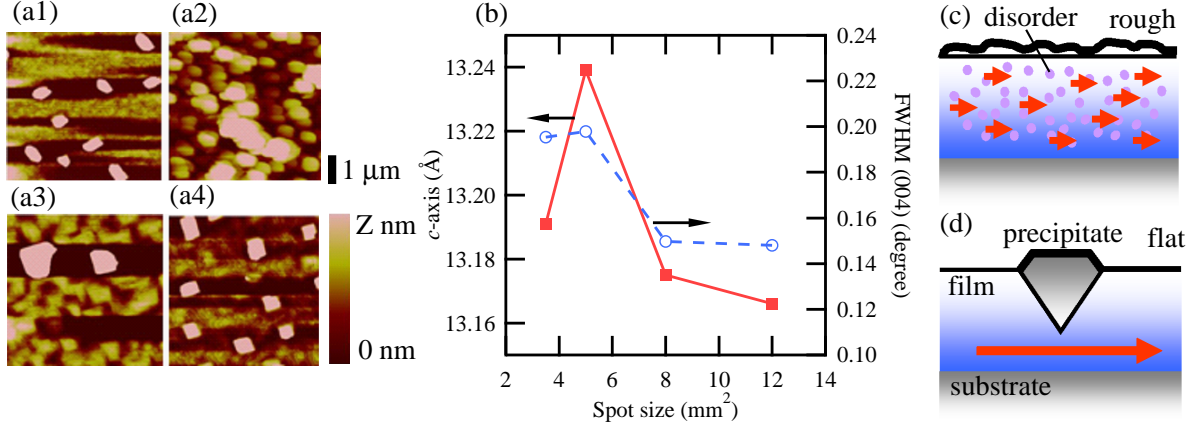 (a1)
(a2)
1 μm
(a3)
(a4)
Z nm
0 nm
(b)
c-axis (Å)
13.24
13.22
13.20
13.18
13.16
2 4 6 8 10 12 14
Spot size (mm²)
0.24
0.22
0.20
0.18
0.16
0.14
0.12
0.10
FWHM (004) (degree)
(c)
disorder rough
(d)
precipitate flat
film
substrate